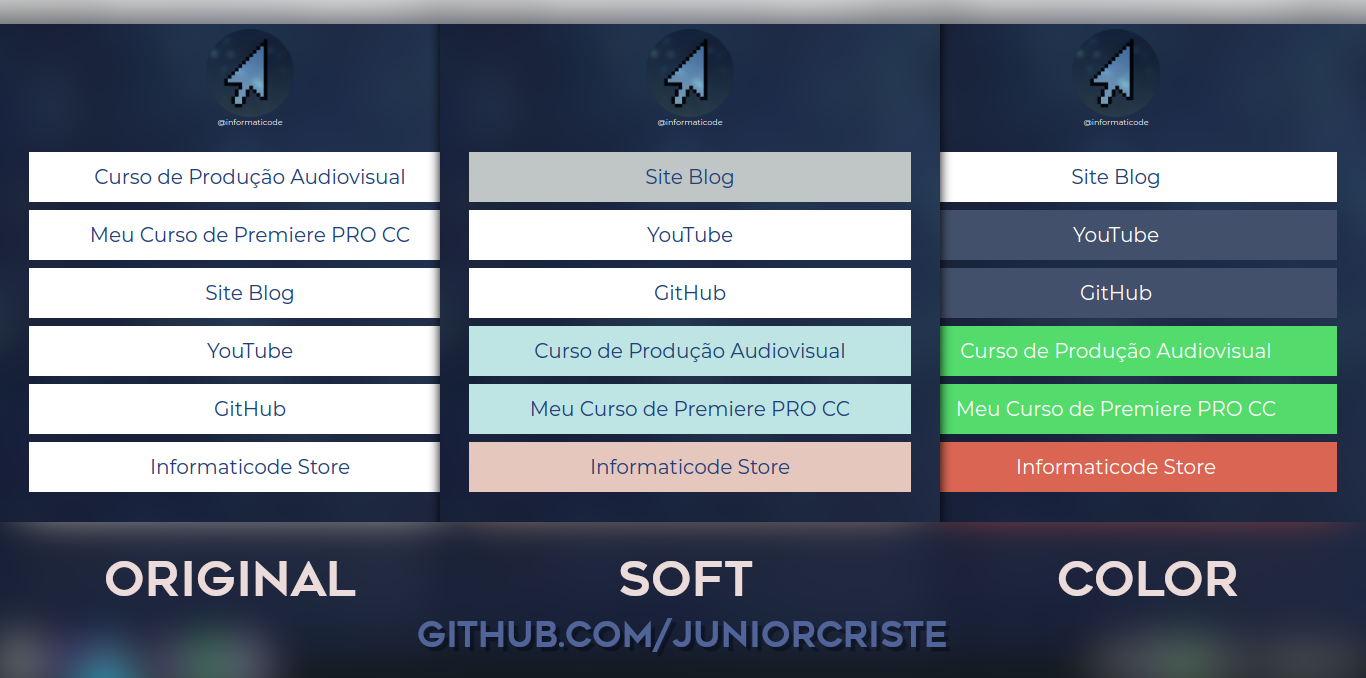 @informaticode
Curso de Produção Audiovisual
Meu Curso de Premiere PRO CC
Site Blog
YouTube
GitHub
Informaticode Store
ORIGINAL
@informaticode
Site Blog
YouTube
GitHub
Curso de Produção Audiovisual
Meu Curso de Premiere PRO CC
Informaticode Store
SOFT
@informaticode
Site Blog
YouTube
GitHub
Curso de Produção Audiovisual
Meu Curso de Premiere PRO CC
Informaticode Store
COLOR
GITHUB.COM/JUNIORCRISTE